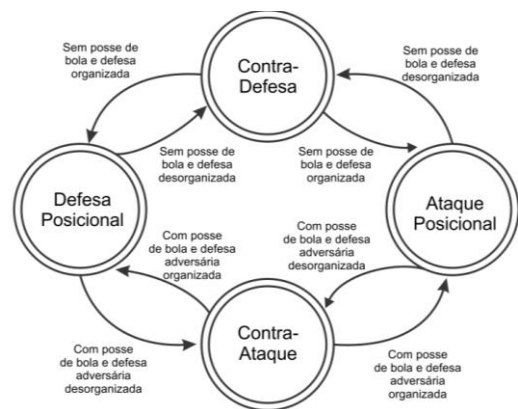 Sem posse de
bola e defesa
organizada
Contra-
Defesa
Sem posse de
bola e defesa
desorganizada
Sem posse de
bola e defesa
desorganizada
Sem posse de
bola e defesa
organizada
Defesa
Posicional
Ataque
Posicional
Com posse
de bola e defesa
adversária
organizada
Com posse
de bola e defesa
adversária
desorganizada
Contra-
Ataque
Com posse
de bola e defesa
adversária
desorganizada
Com posse
de bola e defesa
adversária
organizada